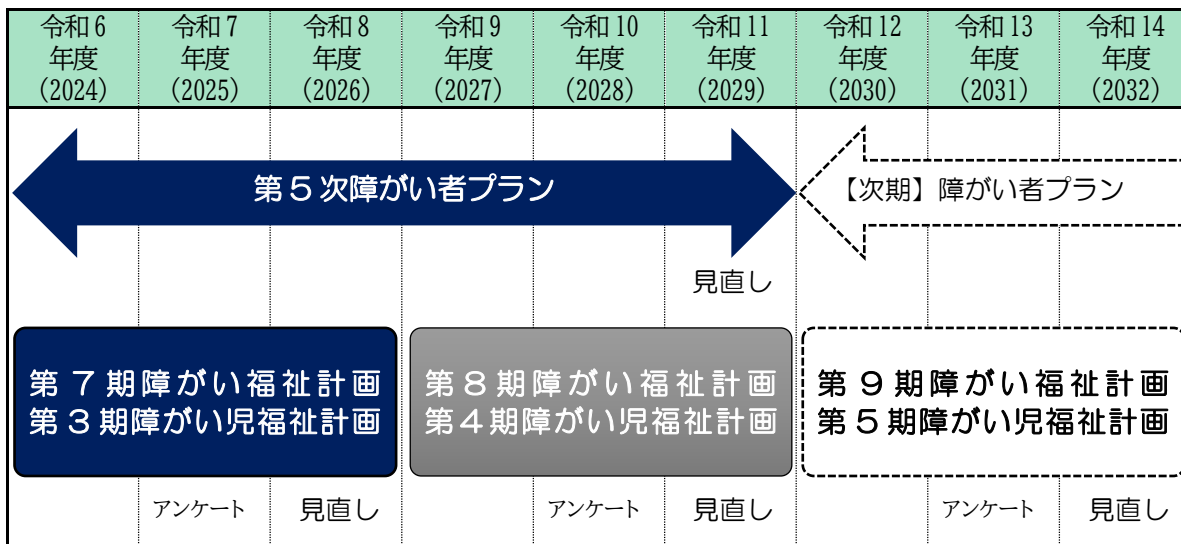 令和6 令和7 令和8 令和9 令和10 令和11 令和12 令和13 令和14
年度 年度 年度 年度 年度 年度 年度 年度 年度
(2024) (2025) (2026) (2027) (2028) (2029) (2030) (2031) (2032)
第5次障がい者プラン 【次期】障がい者プラン
見直し
第7期障がい福祉計画 第8期障がい福祉計画 第9期障がい福祉計画
第3期障がい児福祉計画 第4期障がい児福祉計画 第5期障がい児福祉計画
アンケート 見直し アンケート 見直し アンケート 見直し